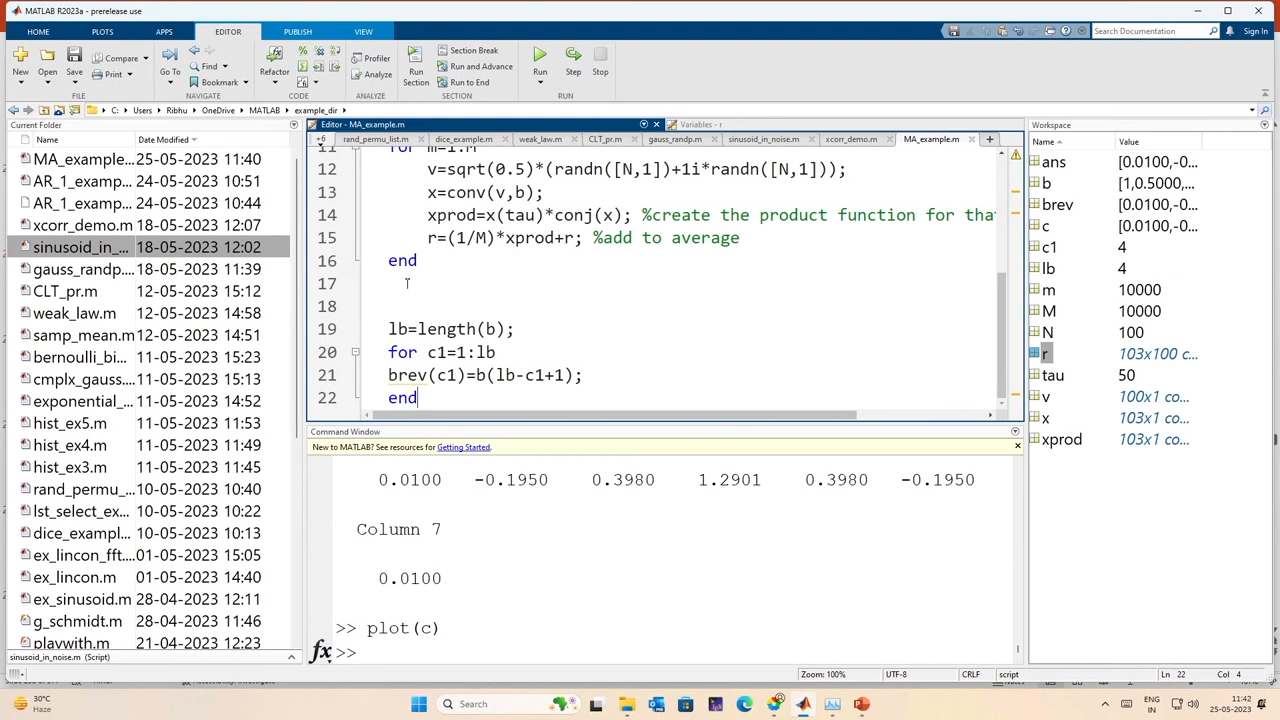 MATLAB R2023a - prerelease use
HOME PLOTS APPS EDITOR PUBLISH VIEW
Search Documentation
Sign In
New Open Save Compare Print Go To Find Bookmark Refactor Profiler Analyze Run Section Section Break Run and Advance Run to End Run Step Stop
FILE NAVIGATE CODE ANALYZE SECTION RUN
C: Users Ribhu OneDrive MATLAB example_dir
Current Folder
Name Date Modified
MA_example... 25-05-2023 11:40
AR_1_examp... 24-05-2023 10:51
AR_1_examp... 24-05-2023 10:44
xcorr_demo.m 18-05-2023 12:07
sinusoid_in_... 18-05-2023 12:02
gauss_randp.... 18-05-2023 11:39
CLT_pr.m 12-05-2023 15:12
weak_law.m 12-05-2023 14:58
samp_mean.m 12-05-2023 14:51
bernoulli_bi... 11-05-2023 15:23
cmplx_gauss... 11-05-2023 15:23
exponential_... 11-05-2023 14:52
hist_ex5.m 11-05-2023 11:53
hist_ex4.m 11-05-2023 11:49
hist_ex3.m 11-05-2023 11:45
rand_permu_... 10-05-2023 10:40
lst_select_ex... 10-05-2023 10:22
dice_exampl... 10-05-2023 10:13
ex_lincon_fft... 01-05-2023 15:05
ex_lincon.m 01-05-2023 14:40
ex_sinusoid.m 28-04-2023 12:11
g_schmidt.m 28-04-2023 11:46
playwith.m 21-04-2023 12:23
sinusoid_in_noise.m (Script)
Editor - MA_example.m
Variables - r
rand_permu_list.m dice_example.m weak_law.m CLT_pr.m gauss_randp.m sinusoid_in_noise.m xcorr_demo.m MA_example.m
11 for m=1:M
12 v=sqrt(0.5)*(randn([N,1])+1i*randn([N,1]));
13 x=conv(v,b);
14 xprod=x(tau)*conj(x); %create the product function for tha
15 r=(1/M)*xprod+r; %add to average
16 end
17
18
19 lb=length(b);
20 for c1=1:lb
21 brev(c1)=b(lb-c1+1);
22 end
Command Window
New to MATLAB? See resources for Getting Started.
0.0100 -0.1950 0.3980 1.2901 0.3980 -0.1950
Column 7
0.0100
>> plot(c)
fx >>
Workspace
Name Value
ans [0.0100,-0...
b [1,0.5000,...
brev [-0...
c [0.0100,-0...
c1 4
lb 4
m 10000
M 10000
N 100
r 103x100 c...
tau 50
v 100x1 co...
x 103x1 co...
xprod 103x1 co...
Zoom: 100% UTF-8 CRLF script Ln 22 Col 4
30°C
Haze
Search
ENG
IN
11:42
25-05-2023